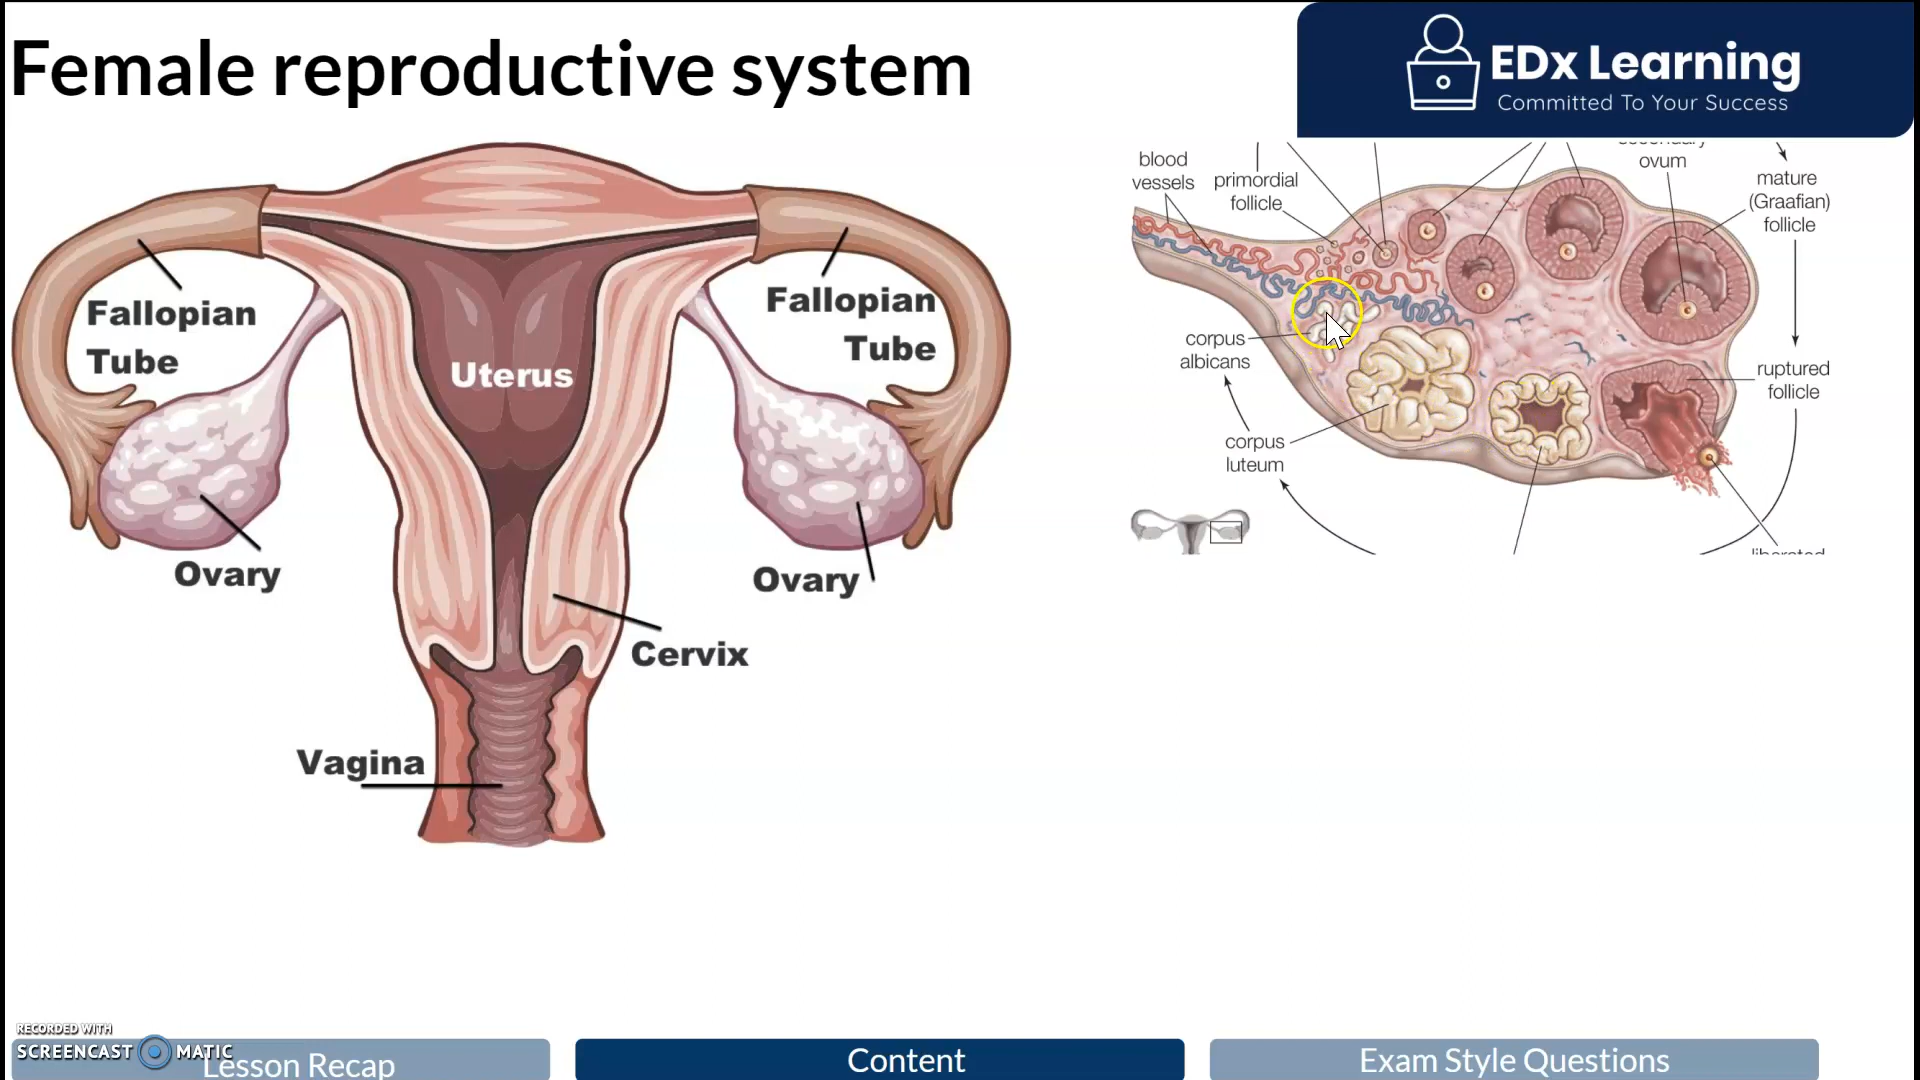 Female reproductive system
EDx Learning
Committed To Your Success
Fallopian
Tube
Fallopian
Tube
Uterus
Ovary
Ovary
Cervix
Vagina
blood
vessels
primordial
follicle
ovum
mature
(Graafian)
follicle
corpus
albicans
ruptured
follicle
corpus
luteum
RECORDED WITH
SCREENCAST MATIC
Lesson Recap
Content
Exam Style Questions